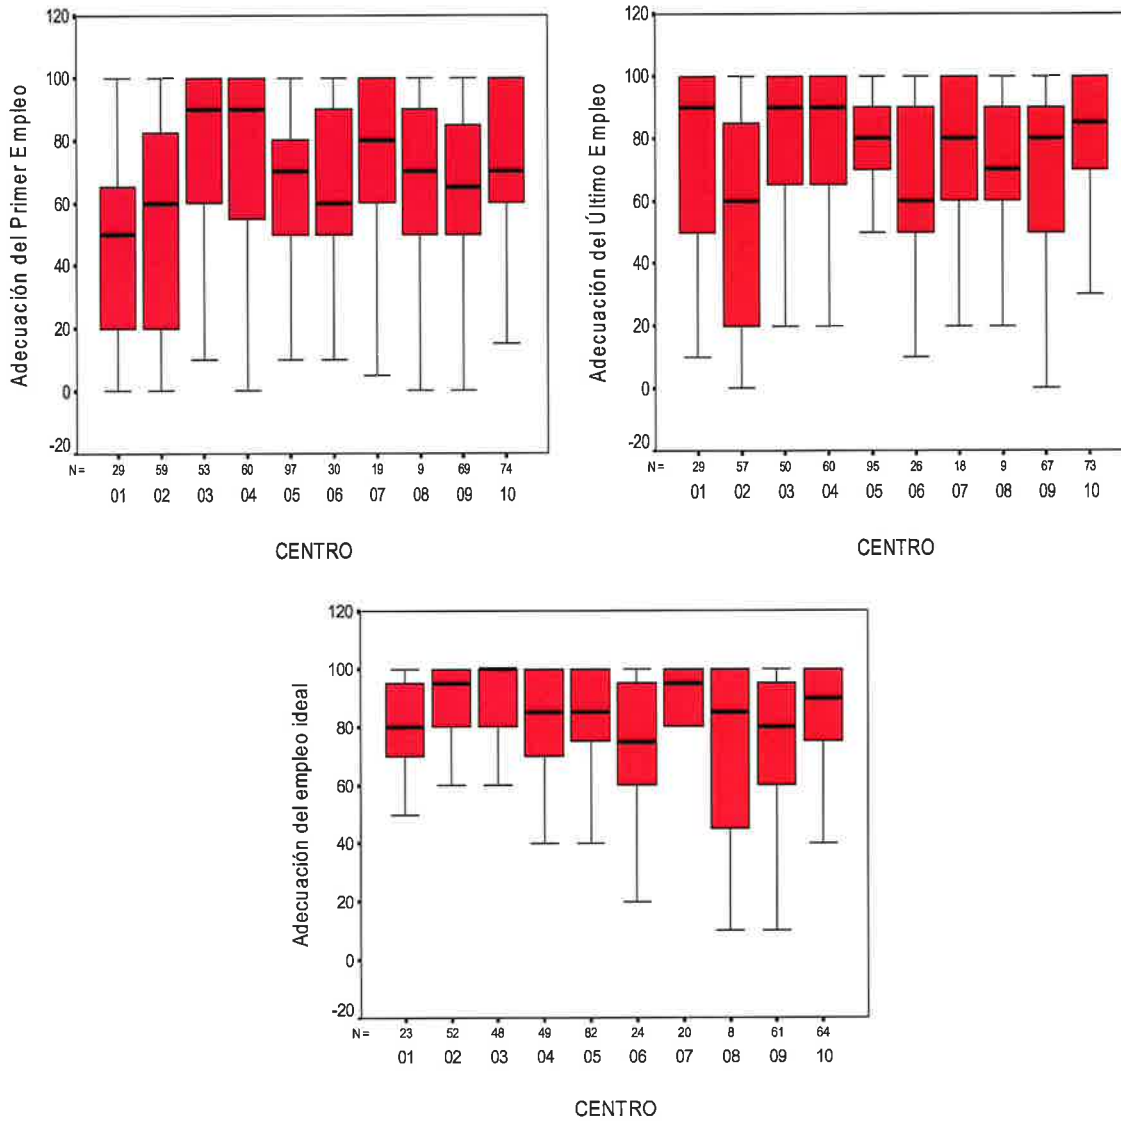 Adecuación del Primer Empleo
120
100
80
60
40
20
0
-20
N = 29 59 53 60 97 30 19 9 69 74
01 02 03 04 05 06 07 08 09 10
CENTRO
Adecuación del Último Empleo
120
100
80
60
40
20
0
-20
N = 29 57 50 60 95 26 18 9 67 73
01 02 03 04 05 06 07 08 09 10
CENTRO
Adecuación del empleo ideal
120
100
80
60
40
20
0
-20
N = 23 52 48 49 82 24 20 8 61 64
01 02 03 04 05 06 07 08 09 10
CENTRO